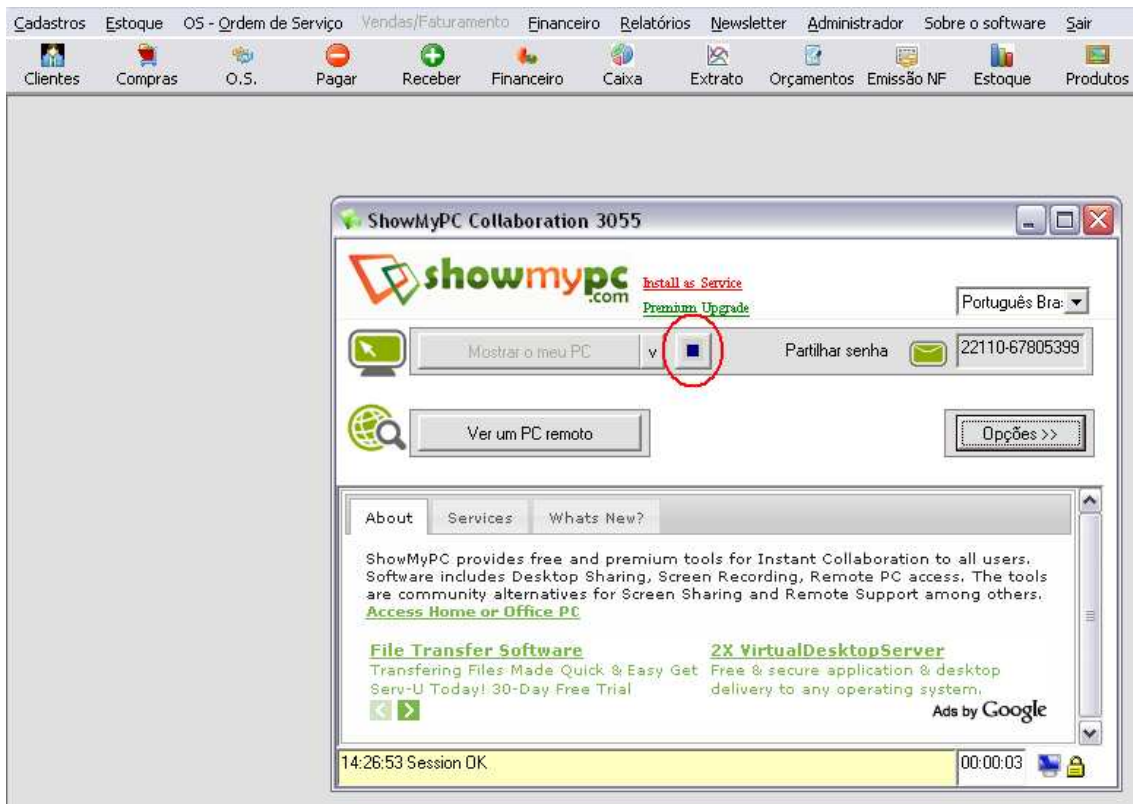 Cadastros Estoque OS - Ordem de Serviço Vendas/Faturamento Financeiro Relatórios Newsletter Administrador Sobre o software Sair
Clientes Compras O.S. Pagar Receber Financeiro Caixa Extrato Orçamentos Emissão NF Estoque Produtos
ShowMyPC Collaboration 3055
showmypc.com
Install as Service
Premium Upgrade
Português Bra:
Mostrar o meu PC v Partilhar senha 22110-67805399
Ver um PC remoto Opções >>
About Services Whats New?
ShowMyPC provides free and premium tools for Instant Collaboration to all users.
Software includes Desktop Sharing, Screen Recording, Remote PC access. The tools
are community alternatives for Screen Sharing and Remote Support among others.
Access Home or Office PC
File Transfer Software
Transfering Files Made Quick & Easy Get
Serv-U Today! 30-Day Free Trial
2X VirtualDesktopServer
Free & secure application & desktop
delivery to any operating system.
Ads by Google
14:26:53 Session OK 00:00:03